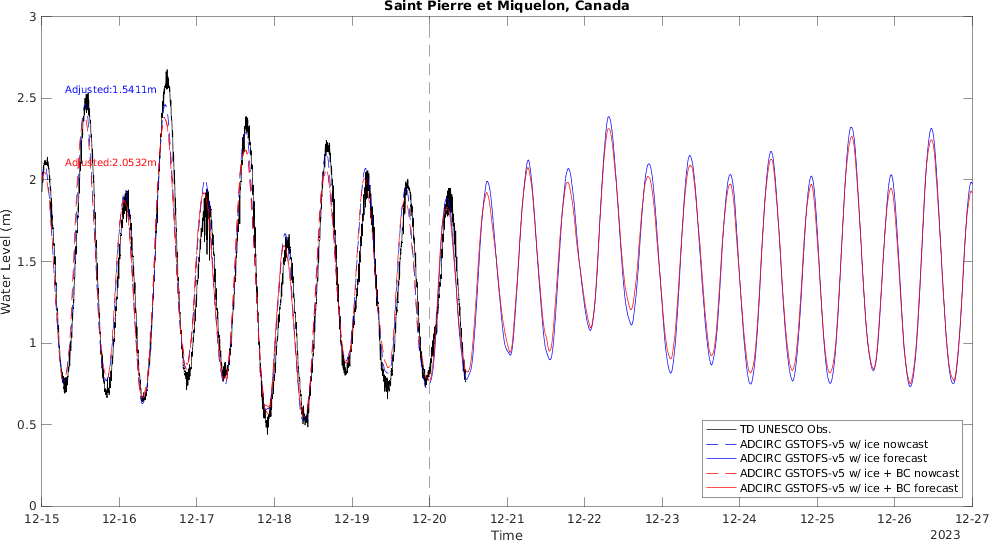 Saint Pierre et Miquelon, Canada
3
2.5
2
1.5
1
0.5
0
Water Level (m)
Adjusted:1.5411m
Adjusted:2.0532m
TD UNESCO Obs.
ADCIRC GSTOFS-v5 w/ ice nowcast
ADCIRC GSTOFS-v5 w/ ice forecast
ADCIRC GSTOFS-v5 w/ ice + BC nowcast
ADCIRC GSTOFS-v5 w/ ice + BC forecast
12-15 12-16 12-17 12-18 12-19 12-20 12-21 12-22 12-23 12-24 12-25 12-26 12-27
Time
2023